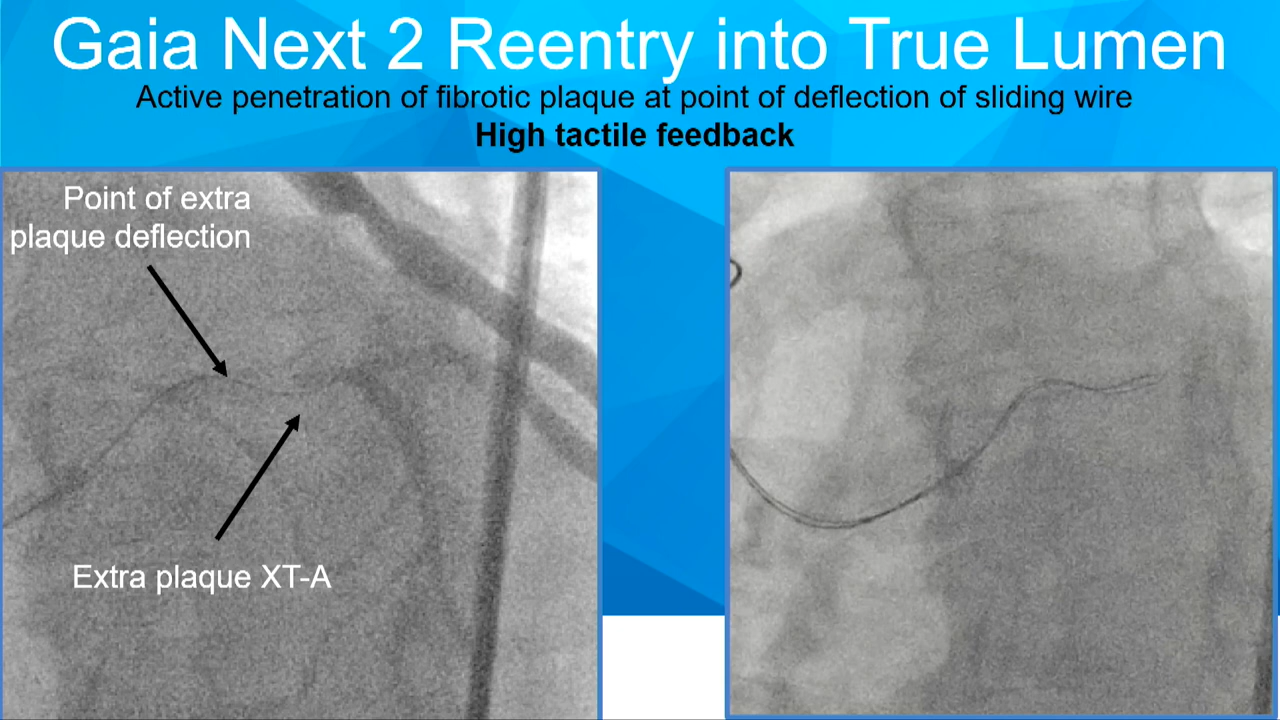 Gaia Next 2 Reentry into True Lumen
Active penetration of fibrotic plaque at point of deflection of sliding wire
High tactile feedback
Point of extra
plaque deflection
Extra plaque XT-A